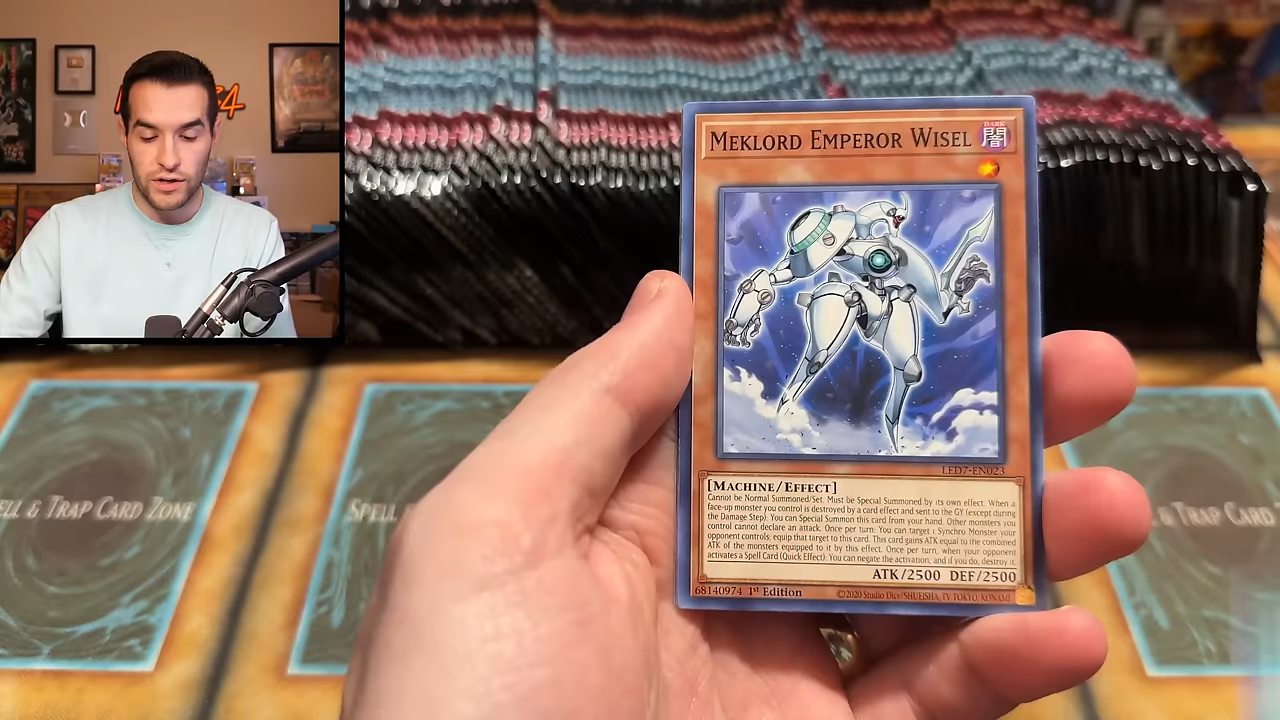 MEKLORD EMPEROR WISEL
DARK
闇
LED7-EN023
[MACHINE/EFFECT]
Cannot be Normal Summoned/Set. Must be Special Summoned by its own effect. When a
face-up monster you control is destroyed by a card effect and sent to the GY (except during
the Damage Step): You can Special Summon this card from your hand. Other monsters you
control cannot declare an attack. Once per turn: You can target 1 Synchro Monster your
opponent controls; equip that target to this card. This card gains ATK equal to the combined
ATK of the monsters equipped to it by this effect. Once per turn, when your opponent
activates a Spell Card (Quick Effect): You can negate the activation, and if you do, destroy it.
ATK/2500 DEF/2500
68140974 1st Edition
©2020 Studio Dice/SHUEISHA, TV TOKYO, KONAMI
ELL & TRAP CARD ZONE
SPELL
& TRAP CARD